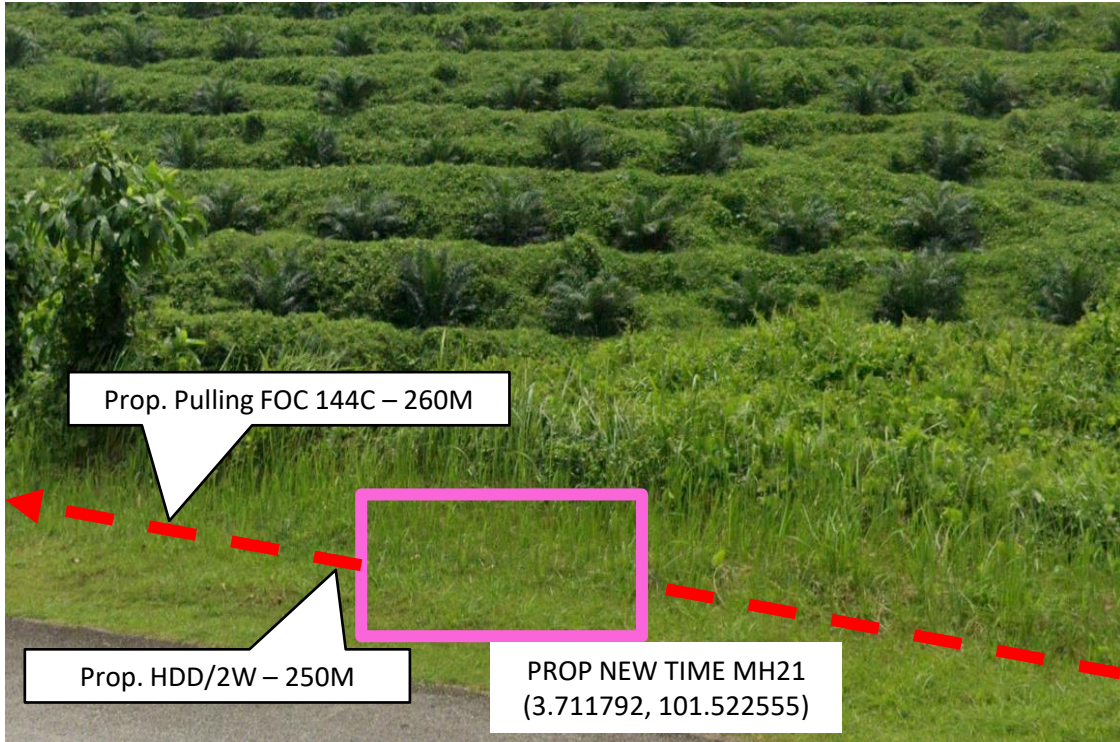 Prop. Pulling FOC 144C – 260M
Prop. HDD/2W – 250M
PROP NEW TIME MH21
(3.711792, 101.522555)